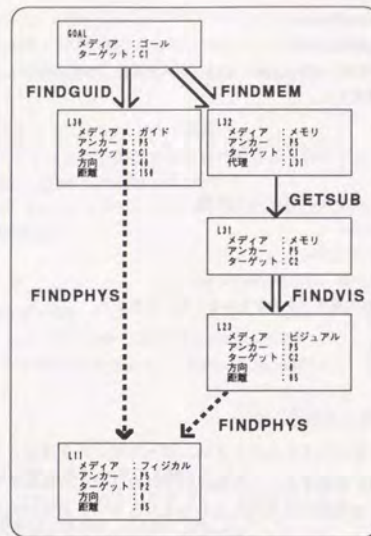 GOAL
メディア :ゴール
ターゲット:C1
FINDGUID
FINDMEM
L30
メディア :ガイド
アンカー :P5
ターゲット:C1
方向 :40
距離 :150
L32
メディア :メモリ
アンカー :P5
ターゲット:C1
代理 :L31
GETSUB
L31
メディア :メモリ
アンカー :P5
ターゲット:C2
FINDPHYS
FINDVIS
L23
メディア :ビジュアル
アンカー :P5
ターゲット:C2
方向 :0
距離 :85
FINDPHYS
L11
メディア :フィジカル
アンカー :P5
ターゲット:P2
方向 :0
距離 :85